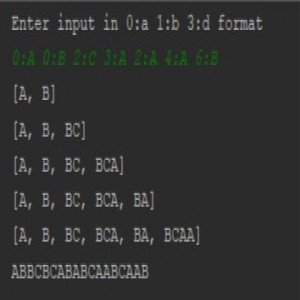 Enter input in 0:a 1:b 3:d format
0:A 0:B 2:C 3:A 2:A 4:A 6:B
[A, B]
[A, B, BC]
[A, B, BC, BCA]
[A, B, BC, BCA, BA]
[A, B, BC, BCA, BA, BCAA]
ABBCBCABABCAABCAAB